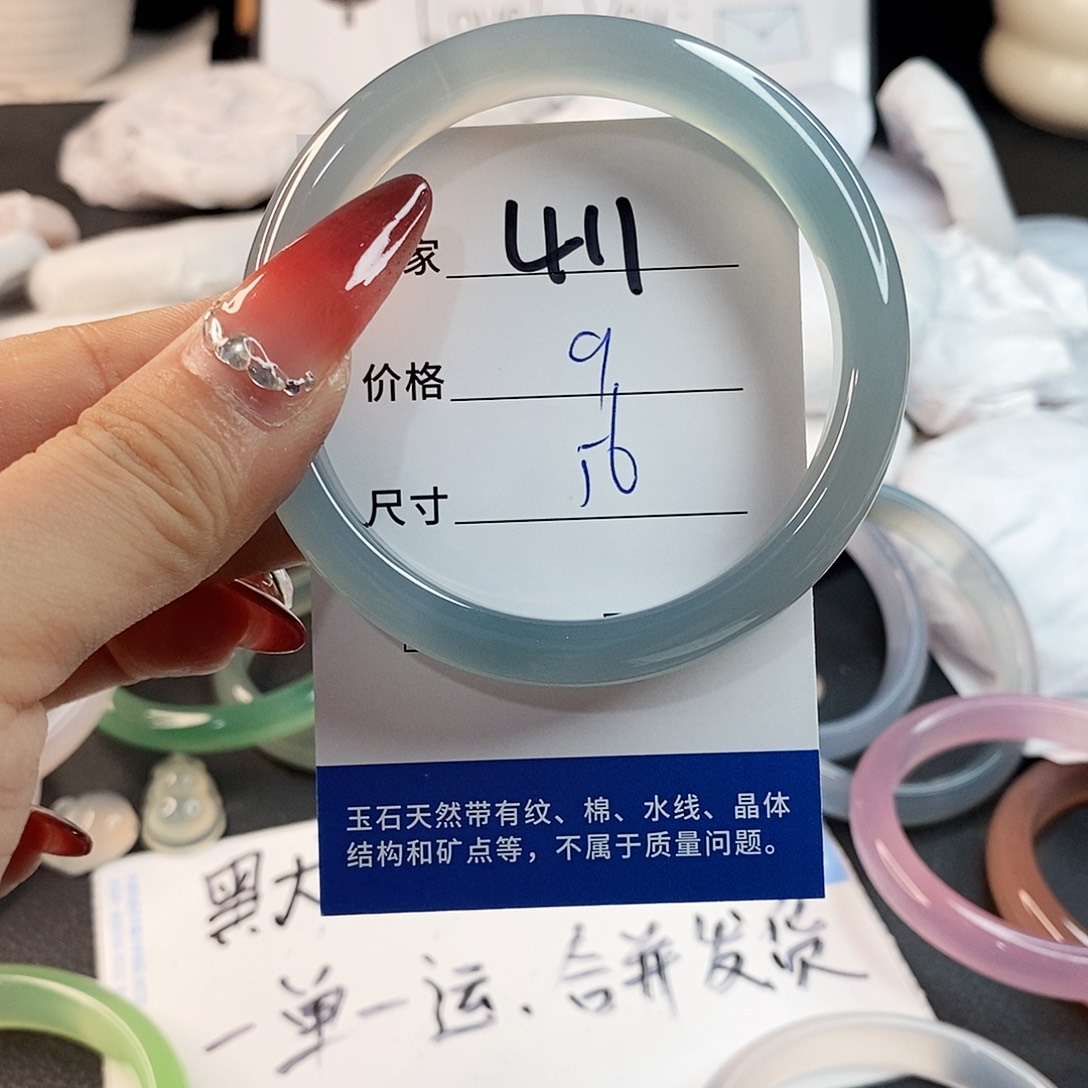 家 411
价格 9
尺寸 56
玉石天然带有纹、棉、水线、晶体
结构和矿点等，不属于质量问题。
黑大
一单一运.合并发货